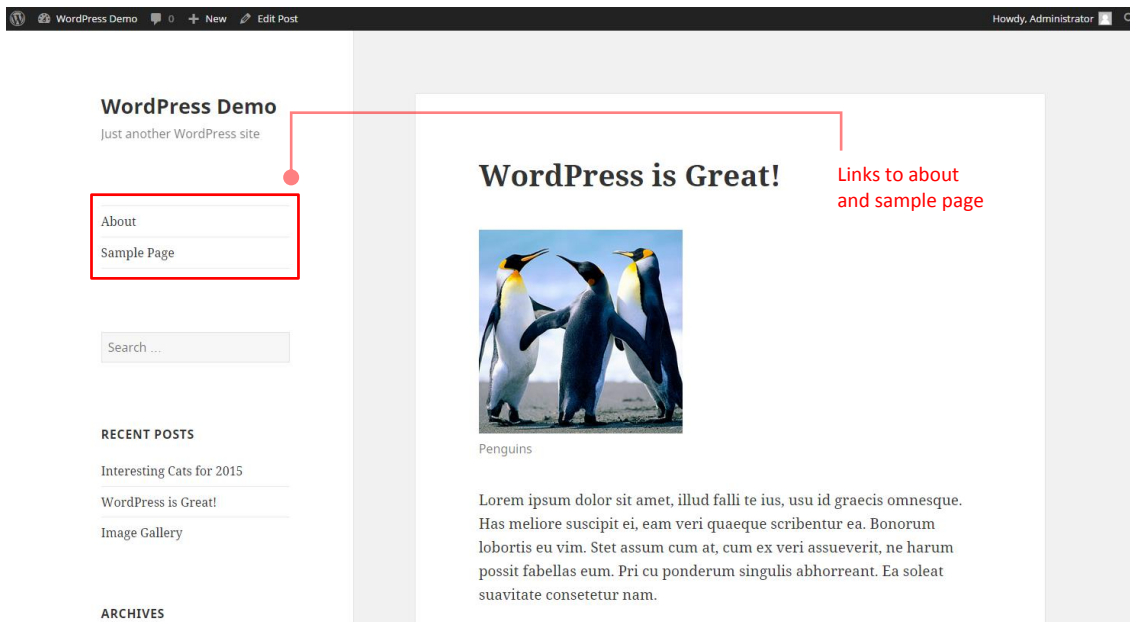 WordPress Demo 0 New Edit Post Howdy, Administrator
WordPress Demo
Just another WordPress site
About
Sample Page
Search ...
RECENT POSTS
Interesting Cats for 2015
WordPress is Great!
Image Gallery
ARCHIVES
WordPress is Great!
Links to about
and sample page
Penguins
Lorem ipsum dolor sit amet, illud falli te ius, usu id graecis omnesque.
Has meliore suscipit ei, eam veri quaeque scribentur ea. Bonorum
lobortis eu vim. Stet assum cum at, cum ex veri assueverit, ne harum
possit fabellas eum. Pri cu ponderum singulis abhorreant. Ea soleat
suavitate consetetur nam.